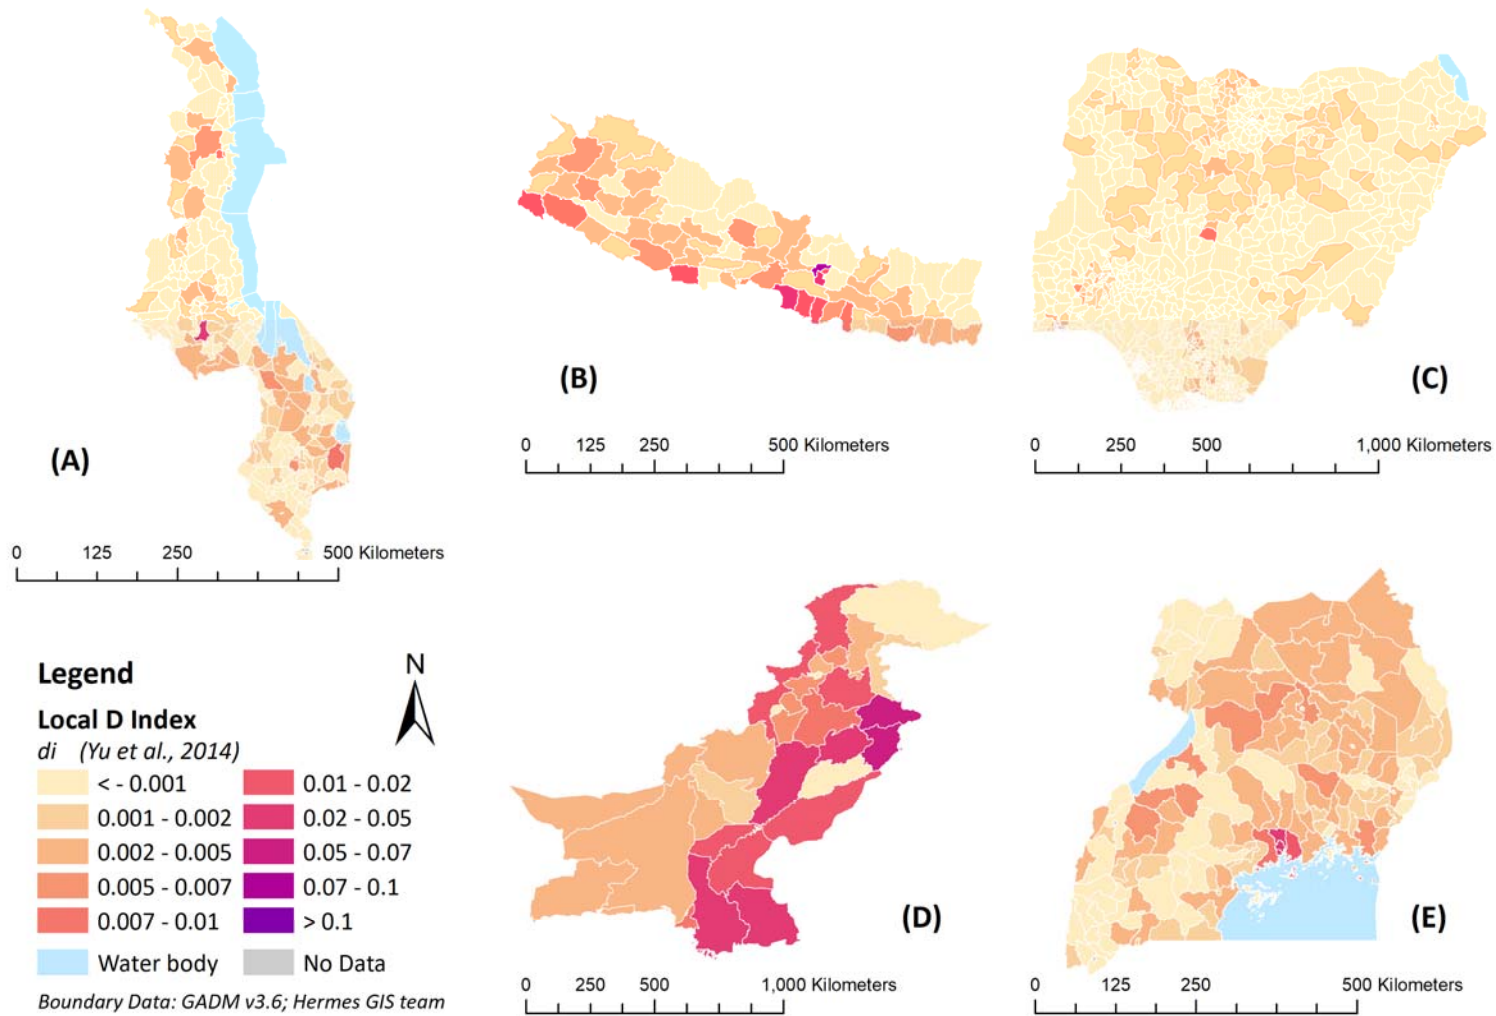 (A)
0 125 250 500 Kilometers
(B)
0 125 250 500 Kilometers
(C)
0 250 500 1,000 Kilometers
Legend
N
Local D Index
di (Yu et al., 2014)
< - 0.001
0.001 - 0.002
0.002 - 0.005
0.005 - 0.007
0.007 - 0.01
Water body
0.01 - 0.02
0.02 - 0.05
0.05 - 0.07
0.07 - 0.1
> 0.1
No Data
Boundary Data: GADM v3.6; Hermes GIS team
(D)
0 250 500 1,000 Kilometers
(E)
0 125 250 500 Kilometers